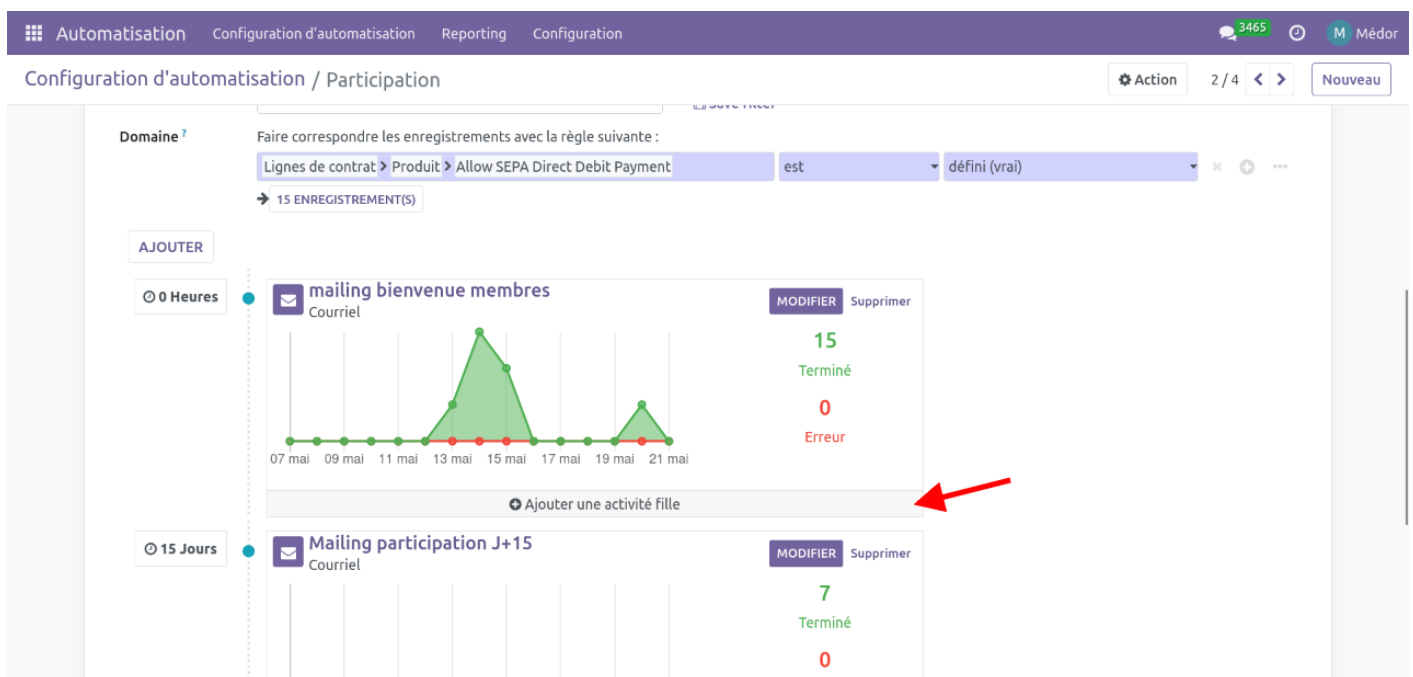 Automatisation Configuration d'automatisation Reporting Configuration 3465 M Médor
Configuration d'automatisation / Participation Action 2 / 4 Nouveau
Save filter
Domaine ? Faire correspondre les enregistrements avec la règle suivante :
Lignes de contrat > Produit > Allow SEPA Direct Debit Payment est défini (vrai)
15 ENREGISTREMENT(S)
AJOUTER
0 Heures mailing bienvenue membres MODIFIER Supprimer
Courriel
15
Terminé
0
Erreur
07 mai 09 mai 11 mai 13 mai 15 mai 17 mai 19 mai 21 mai
Ajouter une activité fille
15 Jours Mailing participation J+15 MODIFIER Supprimer
Courriel
7
Terminé
0